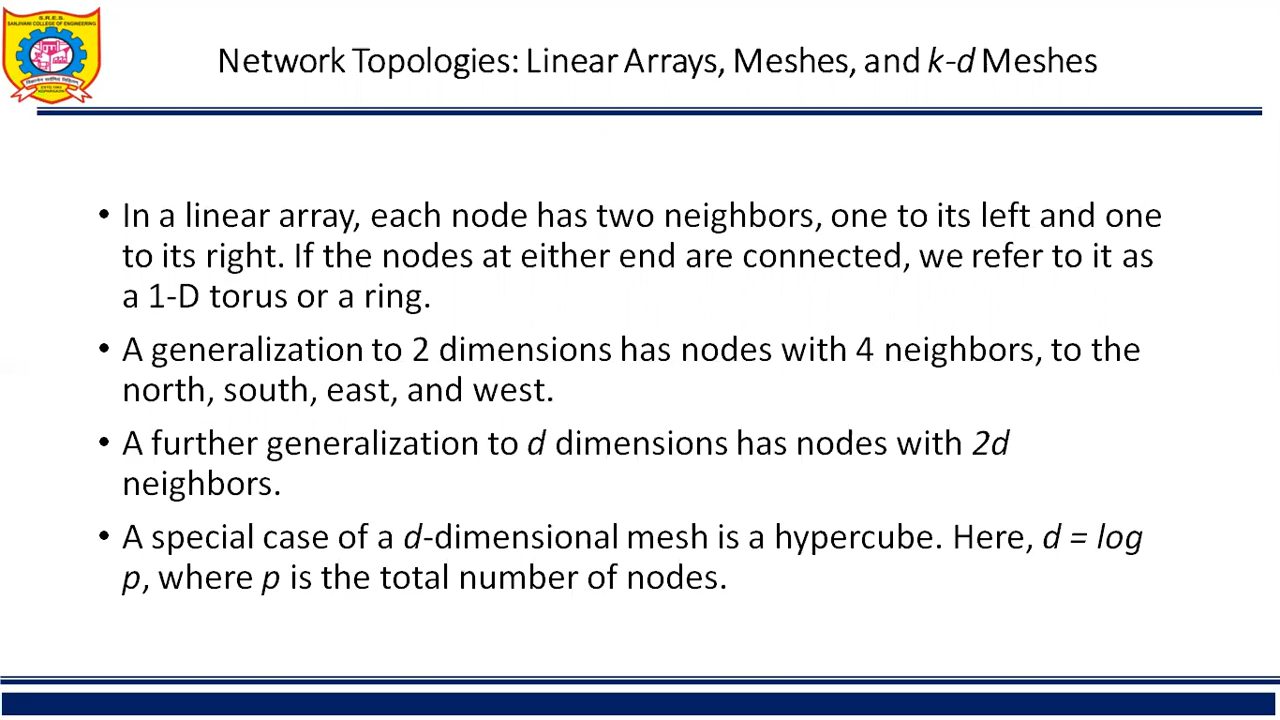 S.R.E.S.
SANJIVANI COLLEGE OF ENGINEERING
Network Topologies: Linear Arrays, Meshes, and k-d Meshes
• In a linear array, each node has two neighbors, one to its left and one
to its right. If the nodes at either end are connected, we refer to it as
a 1-D torus or a ring.
• A generalization to 2 dimensions has nodes with 4 neighbors, to the
north, south, east, and west.
• A further generalization to d dimensions has nodes with 2d
neighbors.
• A special case of a d-dimensional mesh is a hypercube. Here, d = log
p, where p is the total number of nodes.